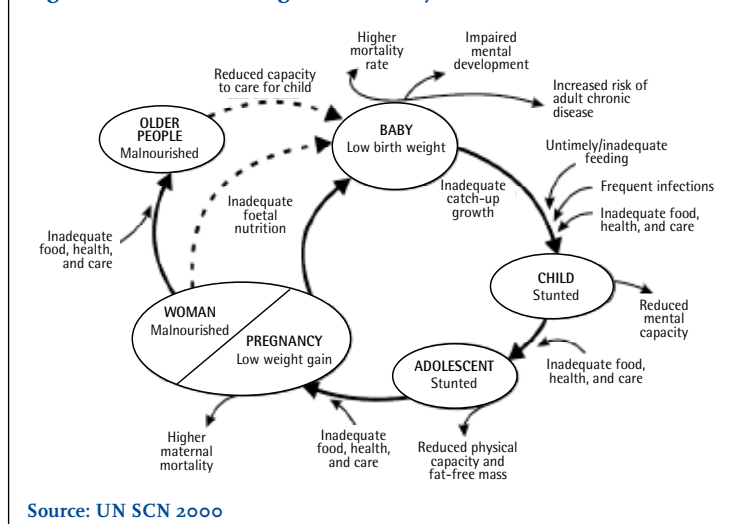 Higher
mortality
rate
Impaired
mental
development
Reduced capacity
to care for child
Increased risk of
adult chronic
disease
OLDER
PEOPLE
Malnourished
BABY
Low birth weight
Untimely/inadequate
feeding
Frequent infections
Inadequate food,
health, and care
Inadequate
catch-up
growth
Inadequate
foetal
nutrition
Inadequate
food, health,
and care
CHILD
Stunted
Reduced
mental
capacity
WOMAN
Malnourished
PREGNANCY
Low weight gain
ADOLESCENT
Stunted
Inadequate food,
health, and care
Higher
maternal
mortality
Inadequate
food, health,
and care
Reduced physical
capacity and
fat-free mass
Source: UN SCN 2000